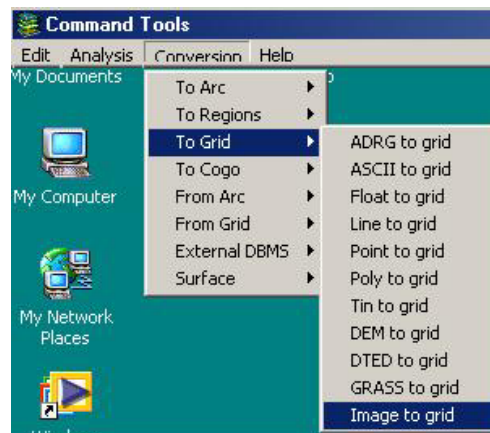 Command Tools
Edit Analysis Conversion Help
My Documents
To Arc
To Regions
To Grid
To Cogo
From Arc
From Grid
External DBMS
Surface
ADRG to grid
ASCII to grid
Float to grid
Line to grid
Point to grid
Poly to grid
Tin to grid
DEM to grid
DTED to grid
GRASS to grid
Image to grid
My Computer
My Network
Places